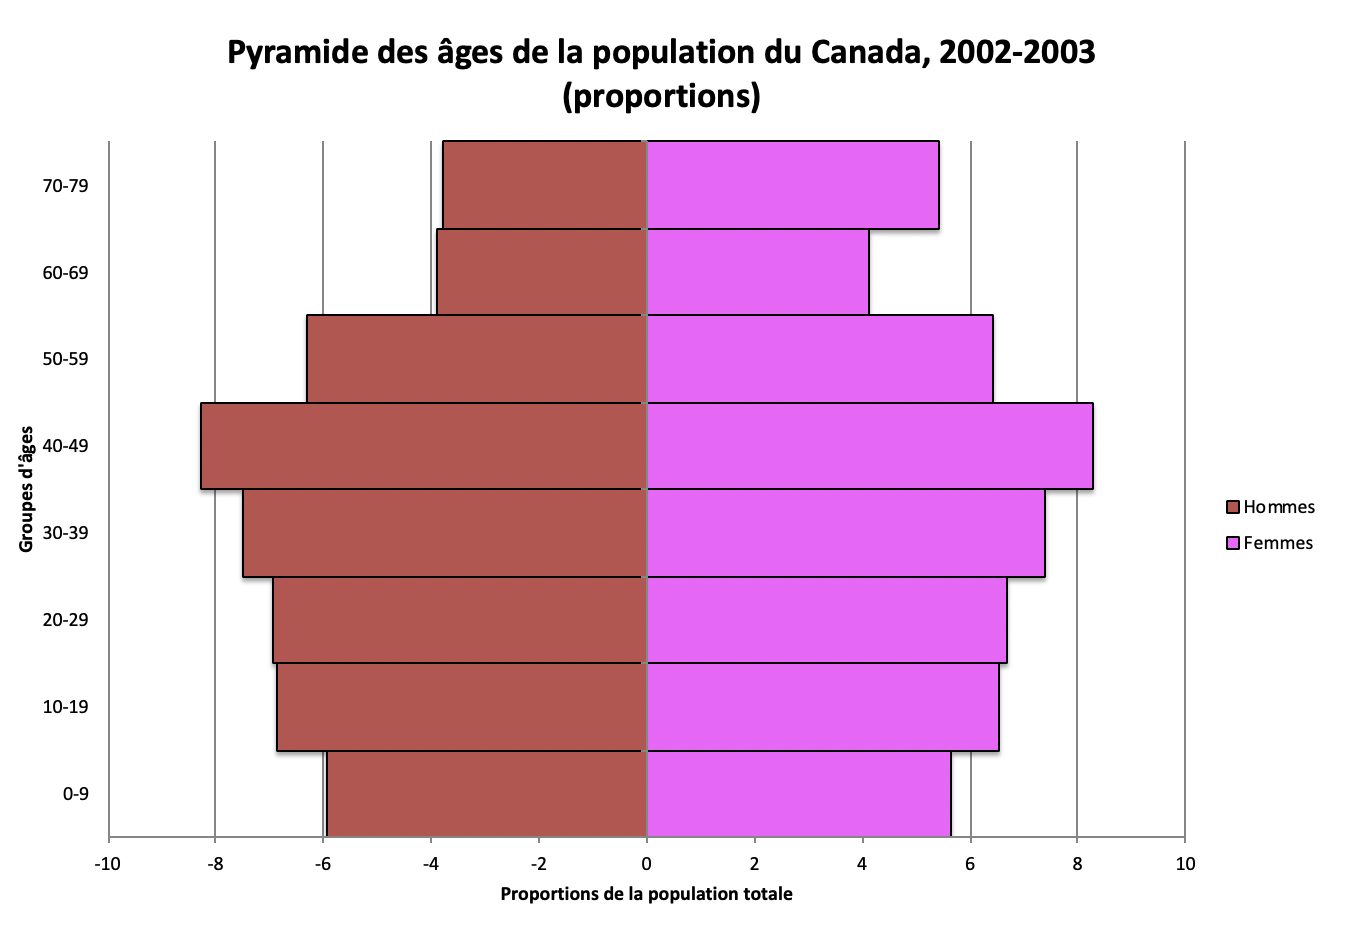 Pyramide des âges de la population du Canada, 2002-2003
(proportions)
70-79
60-69
50-59
40-49
30-39
20-29
10-19
0-9
Groupes d'âges
-10 -8 -6 -4 -2 0 2 4 6 8 10
Proportions de la population totale
Hommes
Femmes